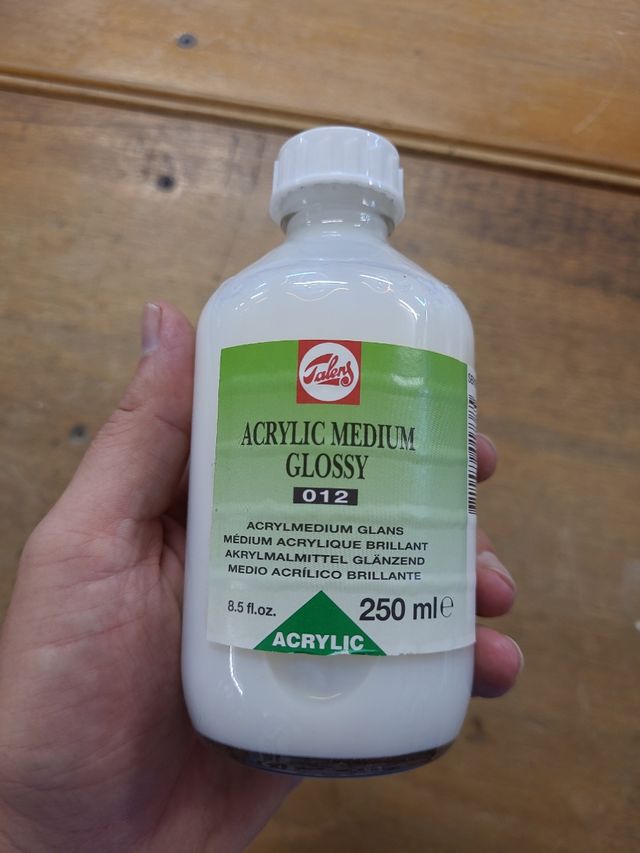 Talens
ACRYLIC MEDIUM
GLOSSY
012
ACRYLMEDIUM GLANS
MÉDIUM ACRYLIQUE BRILLANT
AKRYLMALMITTEL GLÄNZEND
MEDIO ACRÍLICO BRILLANTE
8.5 fl.oz.
250 ml ℮
ACRYLIC